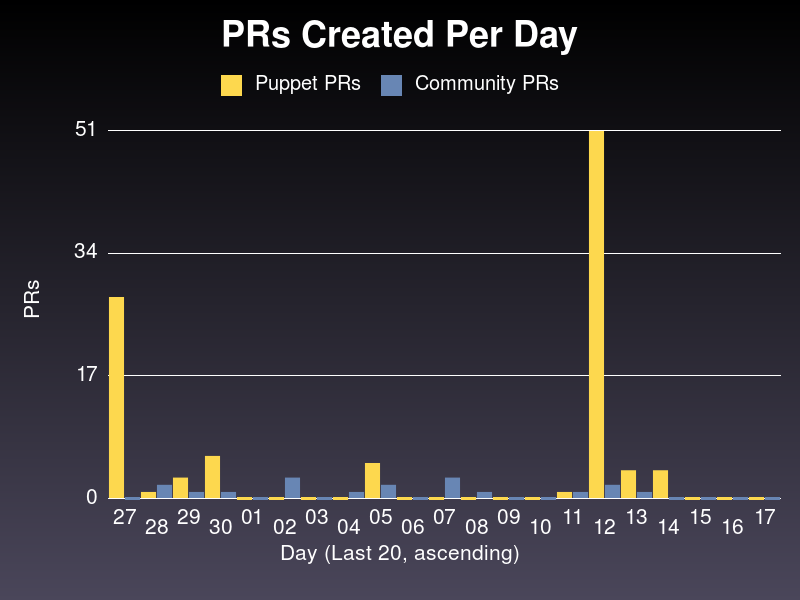 PRs Created Per Day
Puppet PRs Community PRs
51
34
17
0
PRs
27 28 29 30 01 02 03 04 05 06 07 08 09 10 11 12 13 14 15 16 17
Day (Last 20, ascending)